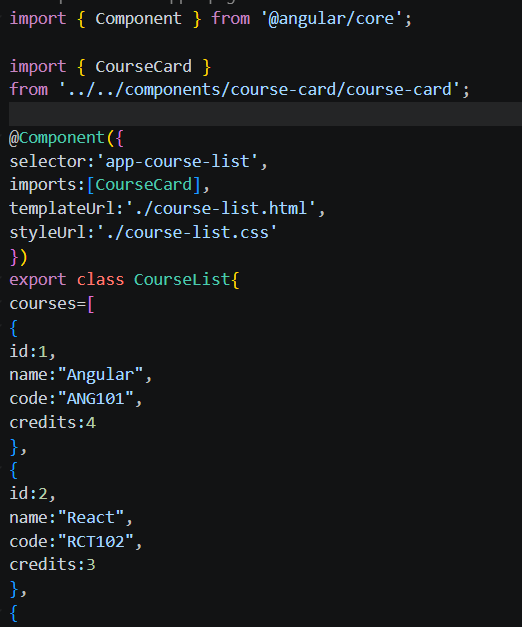 import { Component } from '@angular/core';
import { CourseCard }
from '../../components/course-card/course-card';
@Component({
selector:'app-course-list',
imports:[CourseCard],
templateUrl:'./course-list.html',
styleUrl:'./course-list.css'
})
export class CourseList{
courses=[
{
id:1,
name:"Angular",
code:"ANG101",
credits:4
},
{
id:2,
name:"React",
code:"RCT102",
credits:3
},
{